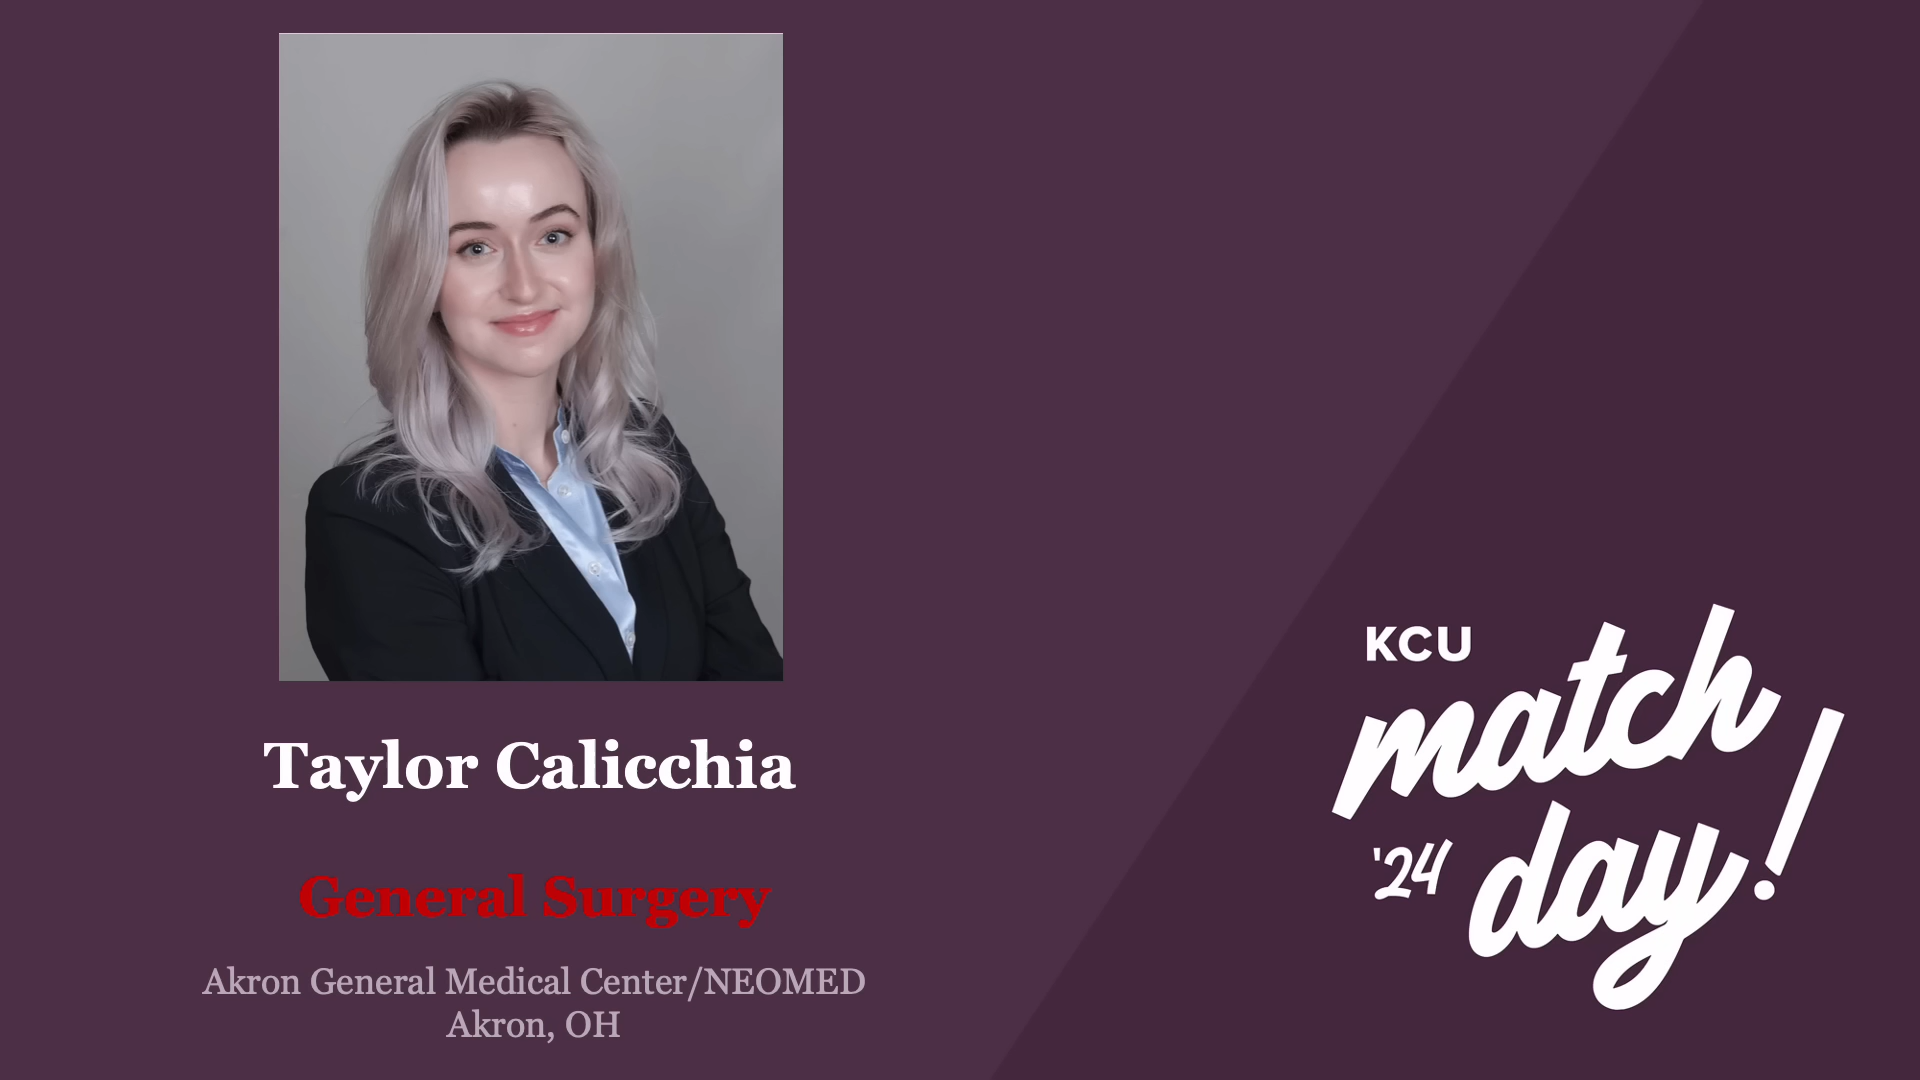 Taylor Calicchia
General Surgery
Akron General Medical Center/NEOMED
Akron, OH
KCU
match
'24 day!